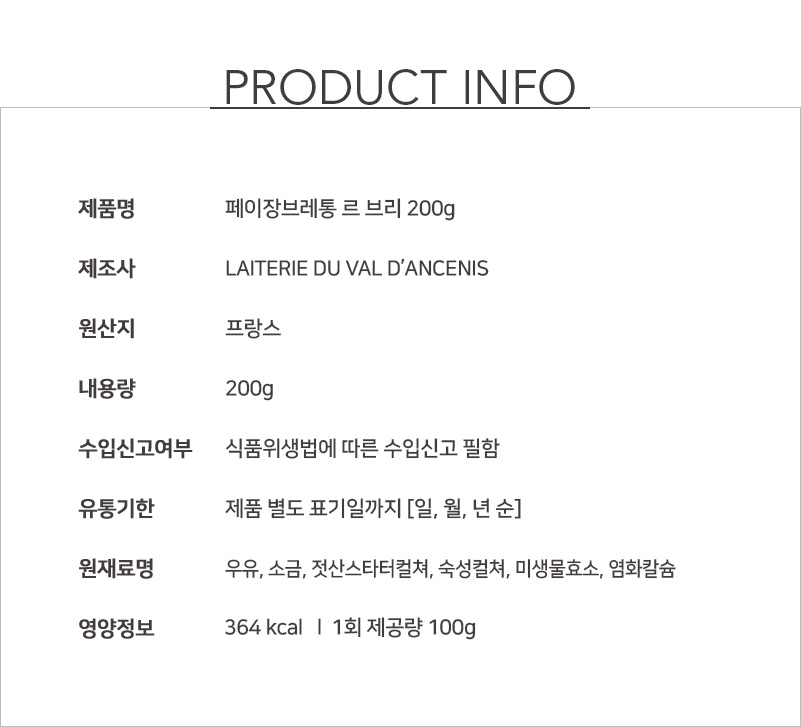 PRODUCT INFO
제품명 페이장브레통 르 브리 200g
제조사 LAITERIE DU VAL D’ANCENIS
원산지 프랑스
내용량 200g
수입신고여부 식품위생법에 따른 수입신고 필함
유통기한 제품 별도 표기일까지 [일, 월, 년 순]
원재료명 우유, 소금, 젓산스타터컬쳐, 숙성컬쳐, 미생물효소, 염화칼슘
영양정보 364 kcal ㅣ 1회 제공량 100g